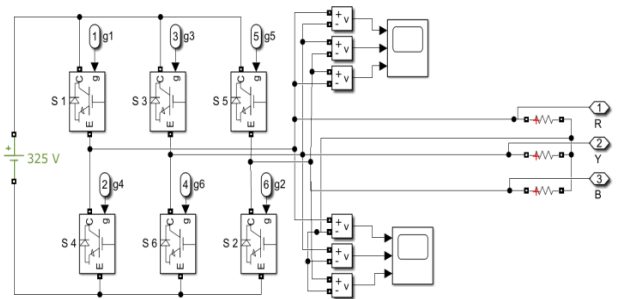 1 g1
3 g3
5 g5
C g
E
S 1
C g
E
S 3
C g
E
S 5
+ v -
+ v -
+ v -
325 V
+
1
R
2
Y
3
B
2 g4
4 g6
6 g2
C g
E
S 4
C g
E
S 6
C g
E
S 2
+ v -
+ v -
+ v -